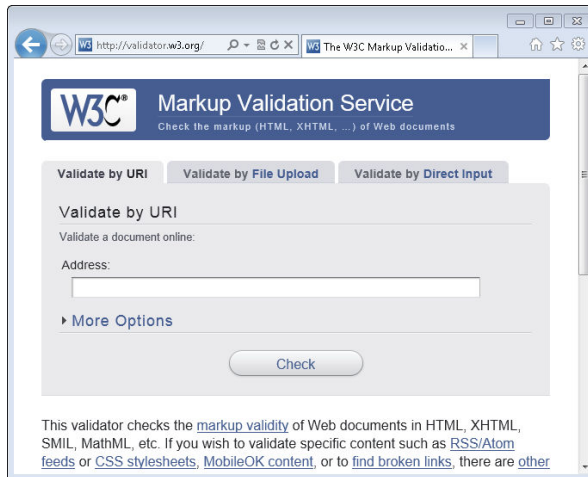 W3 http://validator.w3.org/
W3 The W3C Markup Validatio... ×
W3C®
Markup Validation Service
Check the markup (HTML, XHTML, ...) of Web documents
Validate by URI
Validate by File Upload
Validate by Direct Input
Validate by URI
Validate a document online:
Address:
More Options
Check
This validator checks the markup validity of Web documents in HTML, XHTML,
SMIL, MathML, etc. If you wish to validate specific content such as RSS/Atom
feeds or CSS stylesheets, MobileOK content, or to find broken links, there are other